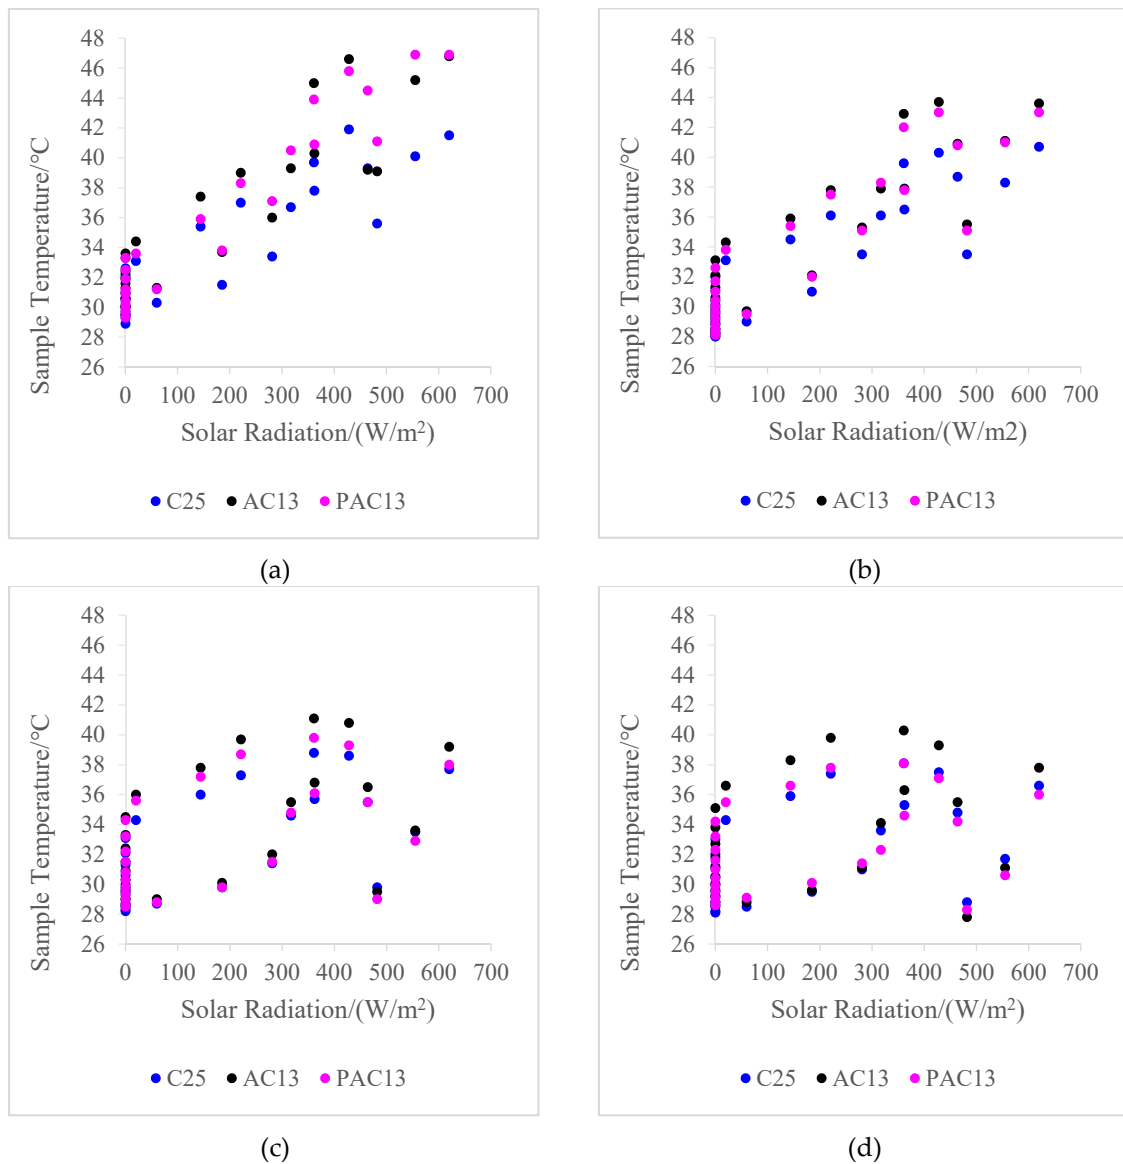 48
46
44
42
40
38
36
34
32
30
28
26
Sample Temperature/°C
0 100 200 300 400 500 600 700
Solar Radiation/(W/m²)
C25 AC13 PAC13
(a)
48
46
44
42
40
38
36
34
32
30
28
26
Sample Temperature/°C
0 100 200 300 400 500 600 700
Solar Radiation/(W/m2)
C25 AC13 PAC13
(b)
48
46
44
42
40
38
36
34
32
30
28
26
Sample Temperature/°C
0 100 200 300 400 500 600 700
Solar Radiation/(W/m²)
C25 AC13 PAC13
(c)
48
46
44
42
40
38
36
34
32
30
28
26
Sample Temperature/°C
0 100 200 300 400 500 600 700
Solar Radiation/(W/m²)
C25 AC13 PAC13
(d)